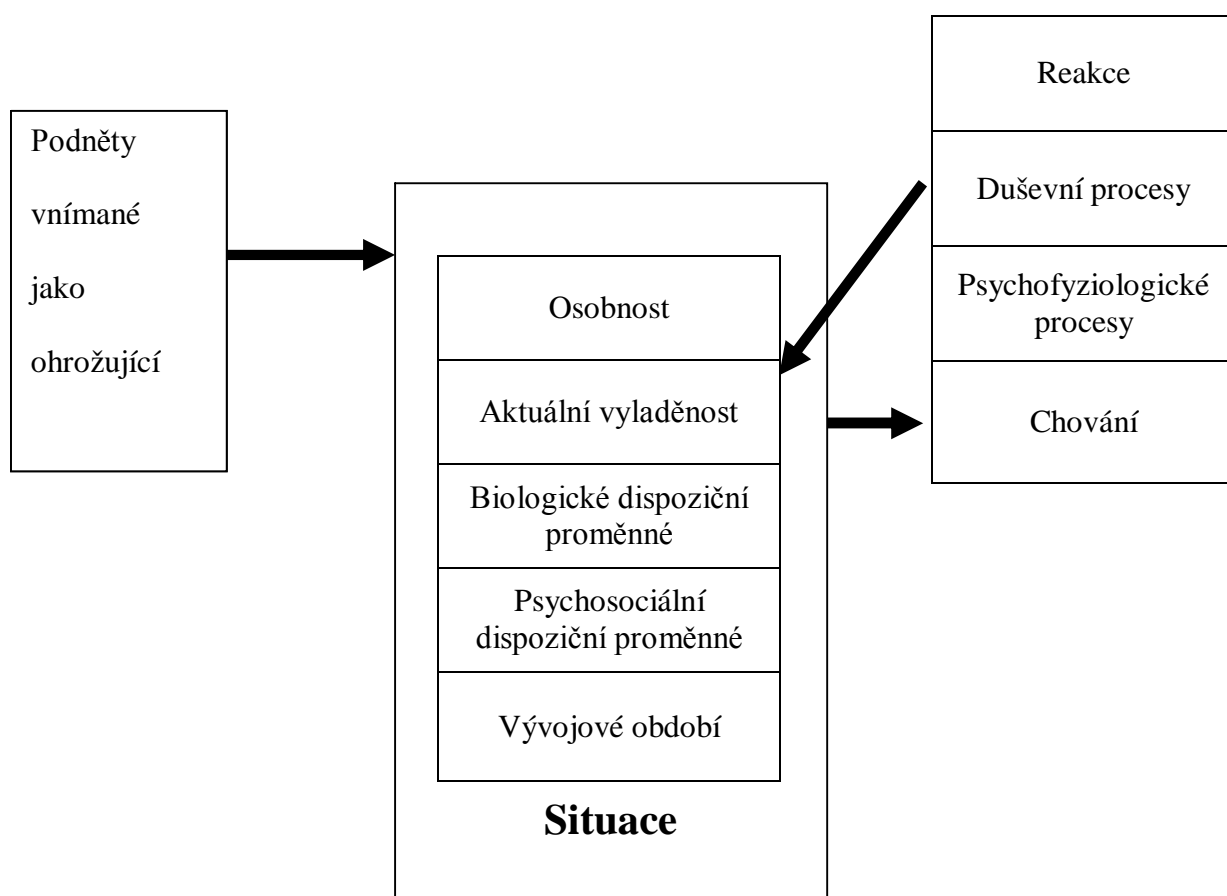 Podněty
vnímané
jako
ohrožující
Osobnost
Aktuální vyladěnost
Biologické dispoziční
proměnné
Psychosociální
dispoziční proměnné
Vývojové období
Situace
Reakce
Duševní procesy
Psychofyziologické
procesy
Chování